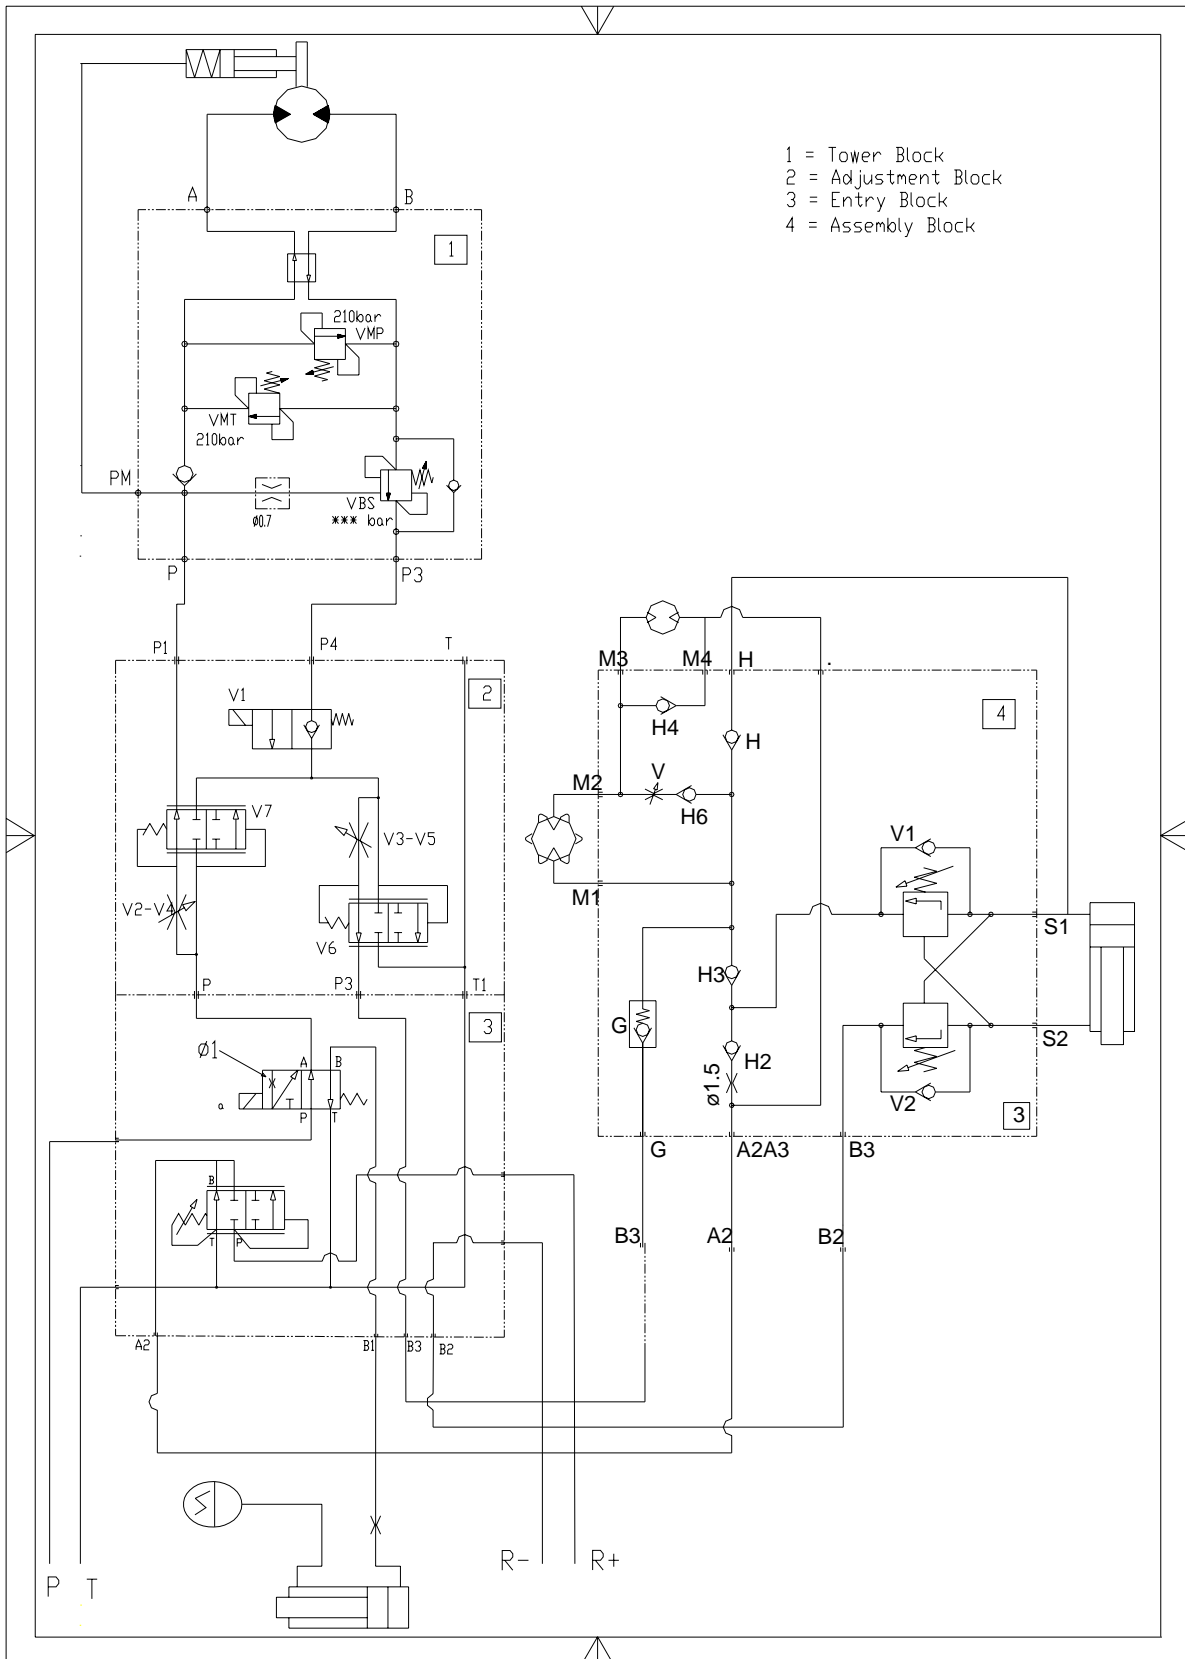 1 = Tower Block
2 = Adjustment Block
3 = Entry Block
4 = Assembly Block
A
B
1
210bar
VMP
VMT
210bar
PM
VBS
*** bar
ø0.7
P
P3
P1
P4
T
V1
2
V7
V3-V5
V2-V4
V6
P
P3
T1
3
Ø1
A
B
a
P
T
B
T
P
A2
B1
B3
B2
P
T
R-
R+
M3
M4
H
.
4
H4
H
M2
V
H6
M1
V1
S1
H3
G
H2
ø1.5
S2
V2
3
G
A2A3
B3
B3
A2
B2